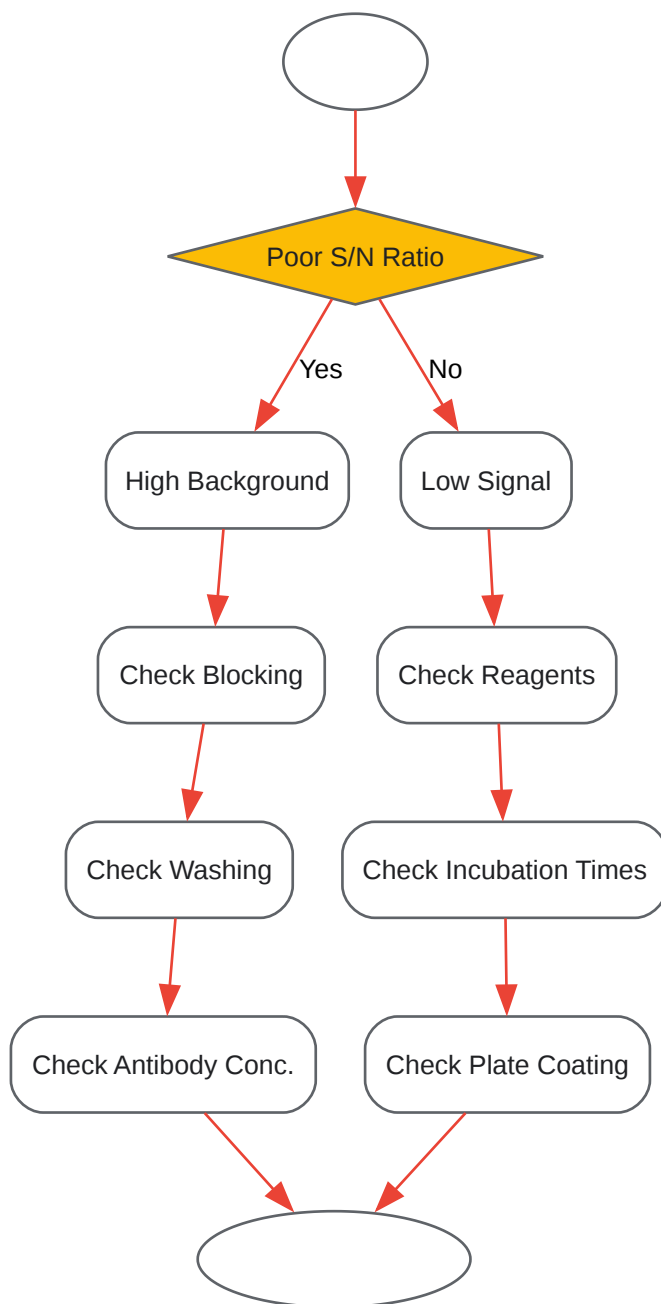 Poor S/N Ratio
Yes
No
High Background
Low Signal
Check Blocking
Check Reagents
Check Washing
Check Incubation Times
Check Antibody Conc.
Check Plate Coating